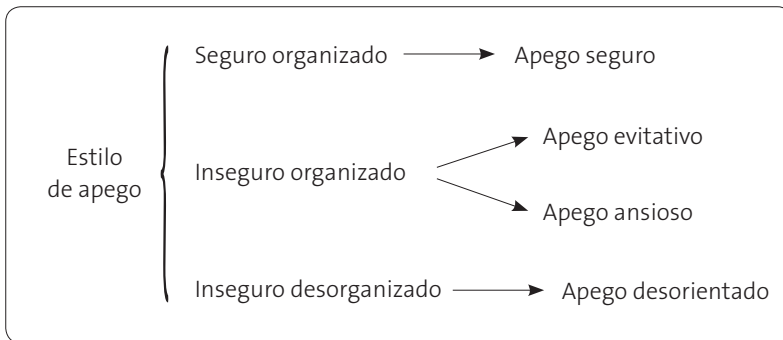 Seguro organizado
Apego seguro
Estilo
de apego
Inseguro organizado
Apego evitativo
Apego ansioso
Inseguro desorganizado
Apego desorientado